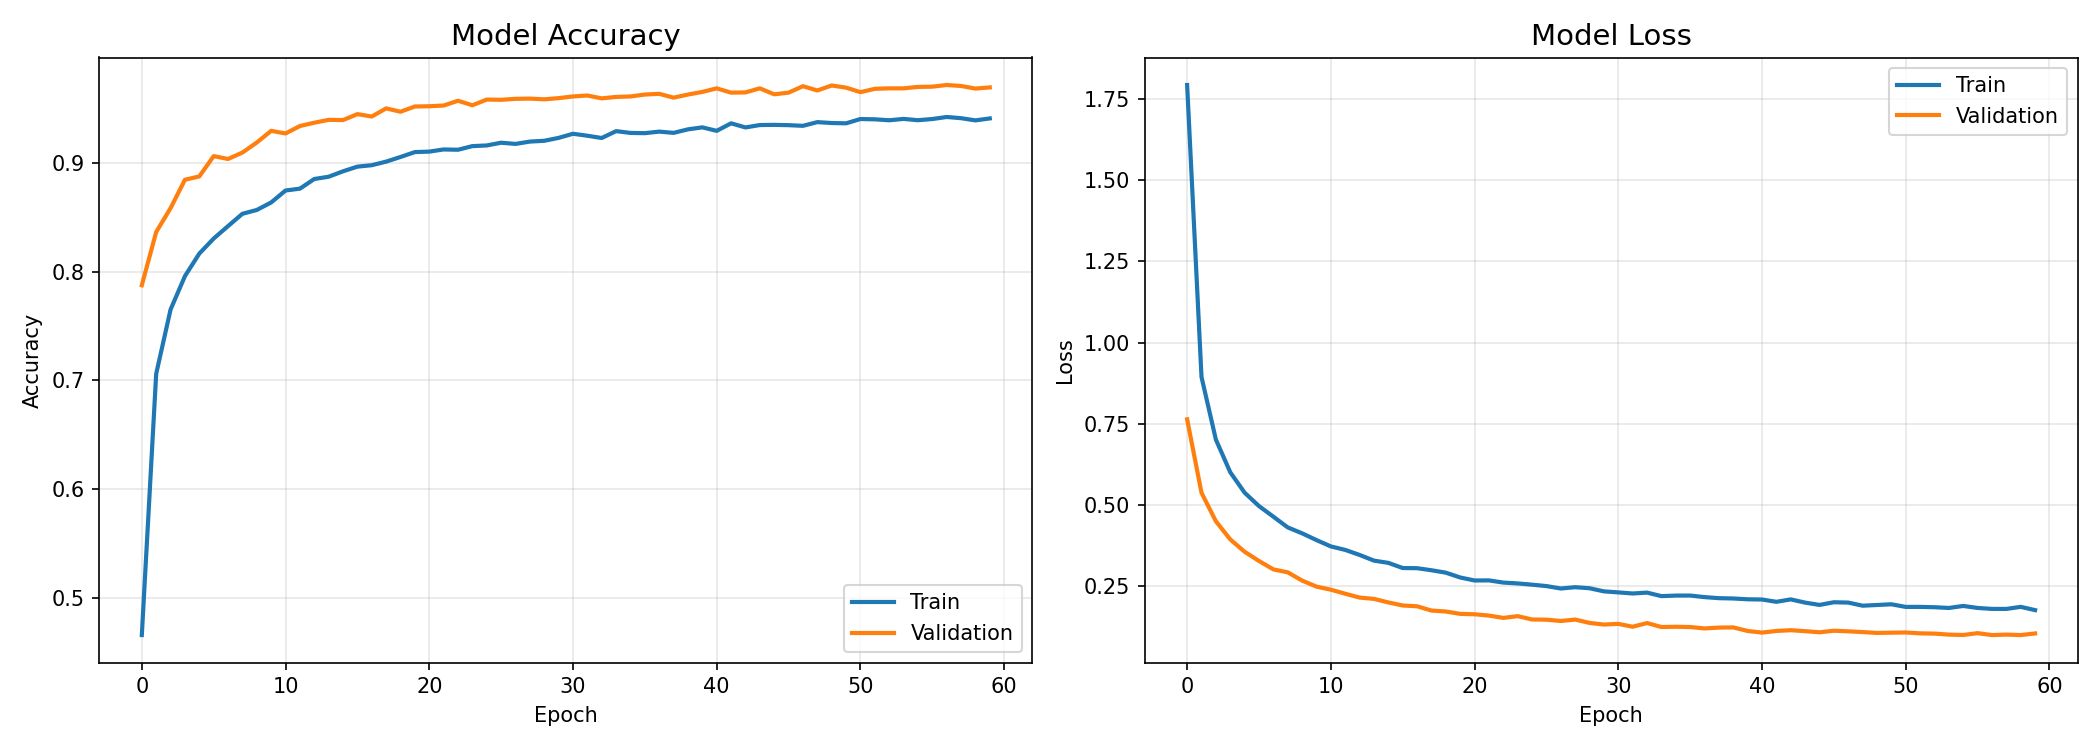 Model Accuracy
Accuracy
0.9
0.8
0.7
0.6
0.5
0 10 20 30 40 50 60
Epoch
Train
Validation
Model Loss
Loss
1.75
1.50
1.25
1.00
0.75
0.50
0.25
0 10 20 30 40 50 60
Epoch
Train
Validation